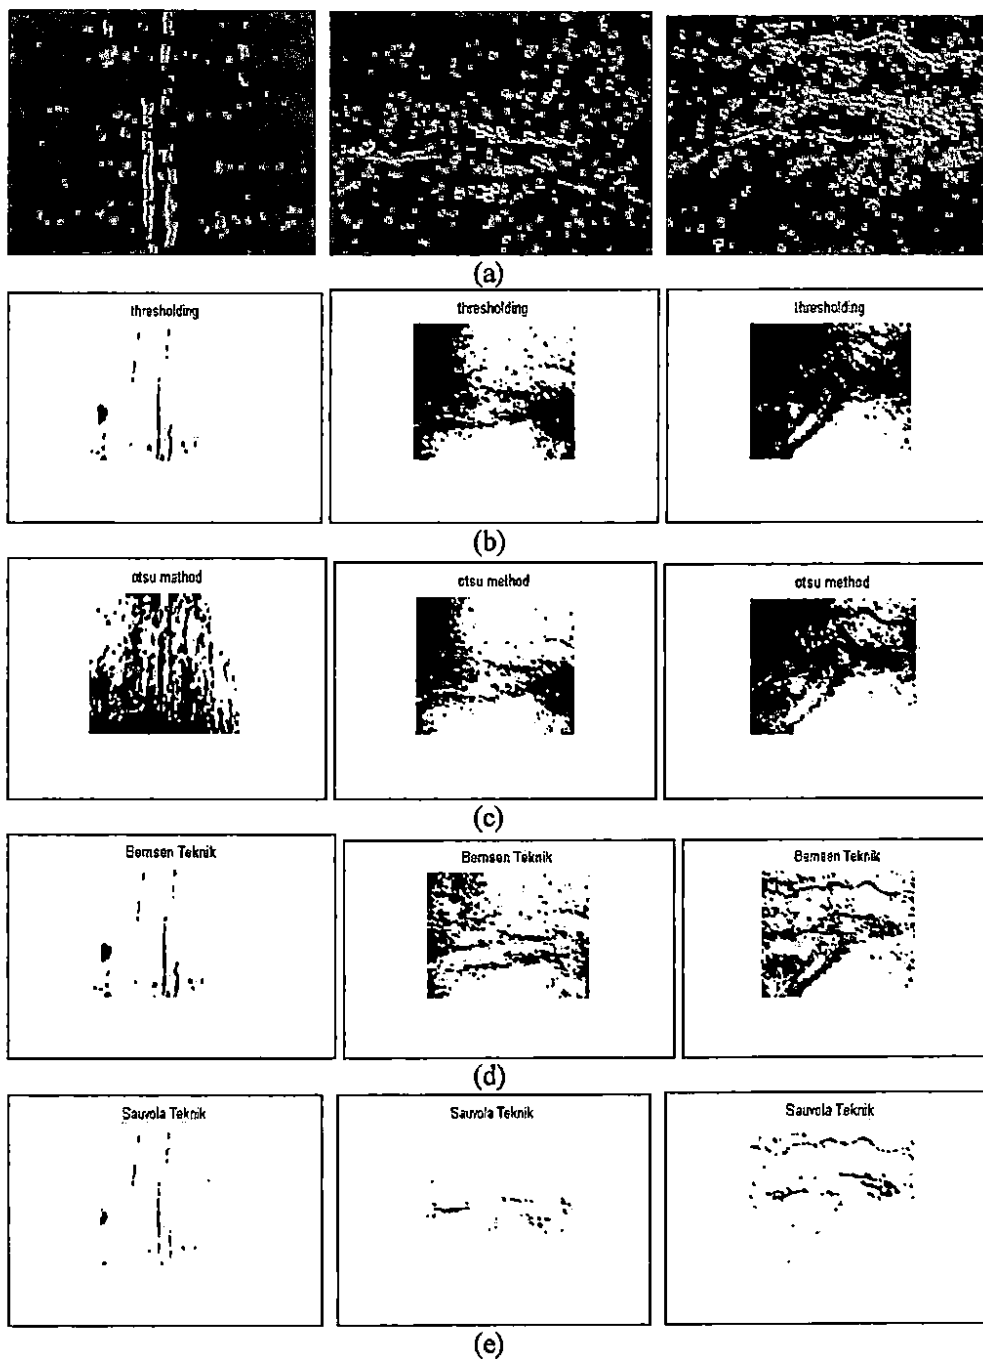 (a)
thresholding thresholding thresholding
(b)
otsu mathod otsu method otsu method
(c)
Bernsen Teknik Bernsen Teknik Bernsen Teknik
(d)
Sauvola Teknik Sauvola Teknik Sauvola Teknik
(e)